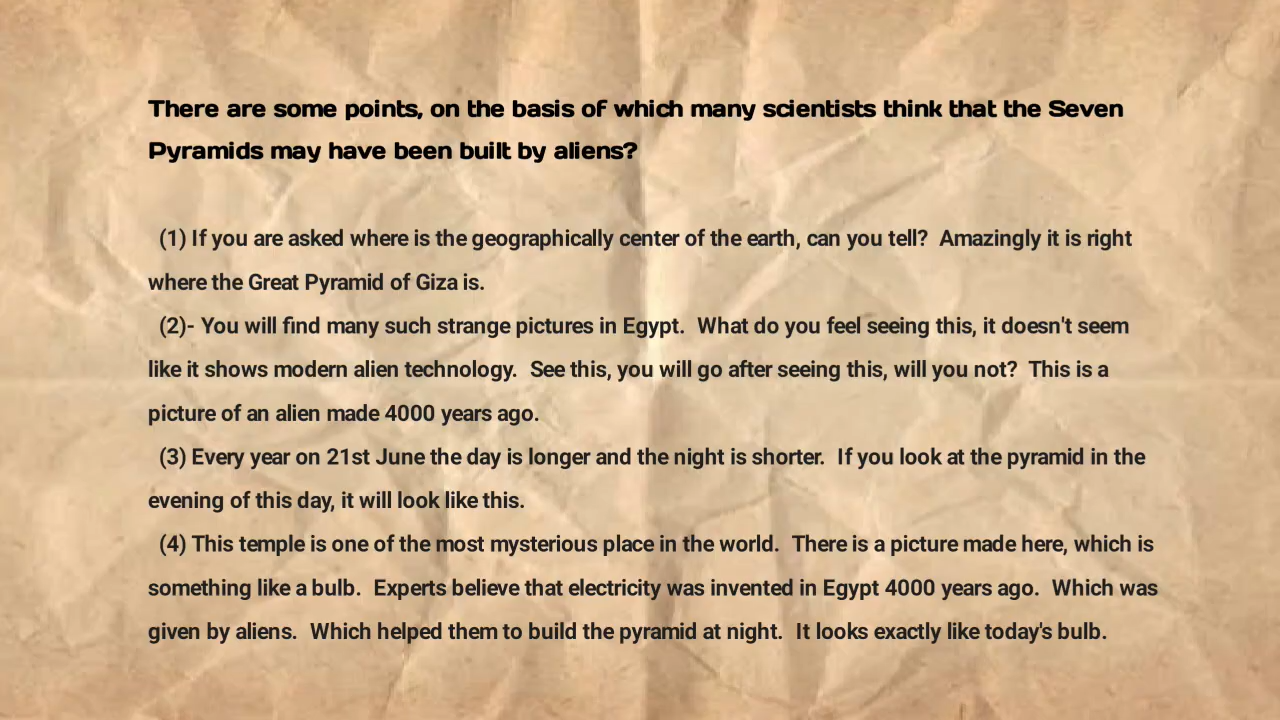 There are some points, on the basis of which many scientists think that the Seven
Pyramids may have been built by aliens?
(1) If you are asked where is the geographically center of the earth, can you tell?  Amazingly it is right
where the Great Pyramid of Giza is.
(2)- You will find many such strange pictures in Egypt.  What do you feel seeing this, it doesn't seem
like it shows modern alien technology.  See this, you will go after seeing this, will you not?  This is a
picture of an alien made 4000 years ago.
(3) Every year on 21st June the day is longer and the night is shorter.  If you look at the pyramid in the
evening of this day, it will look like this.
(4) This temple is one of the most mysterious place in the world.  There is a picture made here, which is
something like a bulb.  Experts believe that electricity was invented in Egypt 4000 years ago.  Which was
given by aliens.  Which helped them to build the pyramid at night.  It looks exactly like today's bulb.